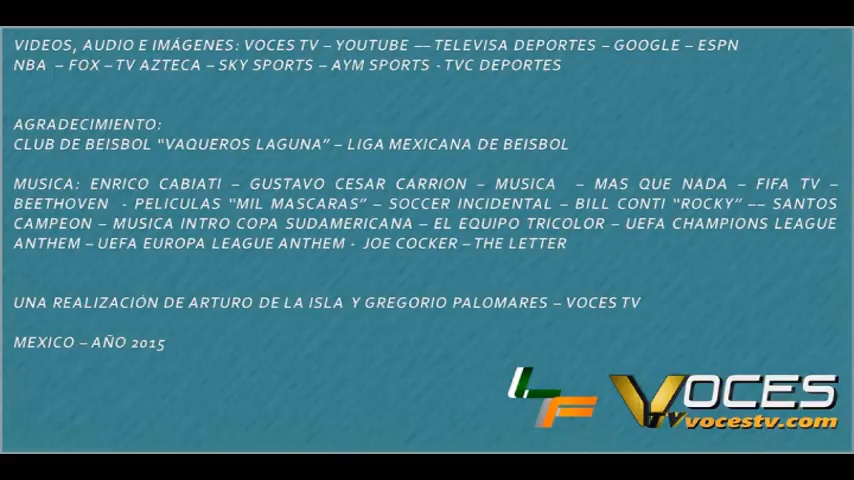 VIDEOS, AUDIO E IMÁGENES: VOCES TV – YOUTUBE –– TELEVISA DEPORTES – GOOGLE – ESPN
NBA – FOX – TV AZTECA – SKY SPORTS – AYM SPORTS - TVC DEPORTES
AGRADECIMIENTO:
CLUB DE BEISBOL "VAQUEROS LAGUNA" – LIGA MEXICANA DE BEISBOL
MUSICA: ENRICO CABIATI – GUSTAVO CESAR CARRION – MUSICA – MAS QUE NADA – FIFA TV –
BEETHOVEN - PELICULAS "MIL MASCARAS" – SOCCER INCIDENTAL – BILL CONTI "ROCKY" –– SANTOS
CAMPEON – MUSICA INTRO COPA SUDAMERICANA – EL EQUIPO TRICOLOR – UEFA CHAMPIONS LEAGUE
ANTHEM – UEFA EUROPA LEAGUE ANTHEM - JOE COCKER – THE LETTER
UNA REALIZACIÓN DE ARTURO DE LA ISLA Y GREGORIO PALOMARES – VOCES TV
MEXICO – AÑO 2015
LF VOCES
TV vocestv.com